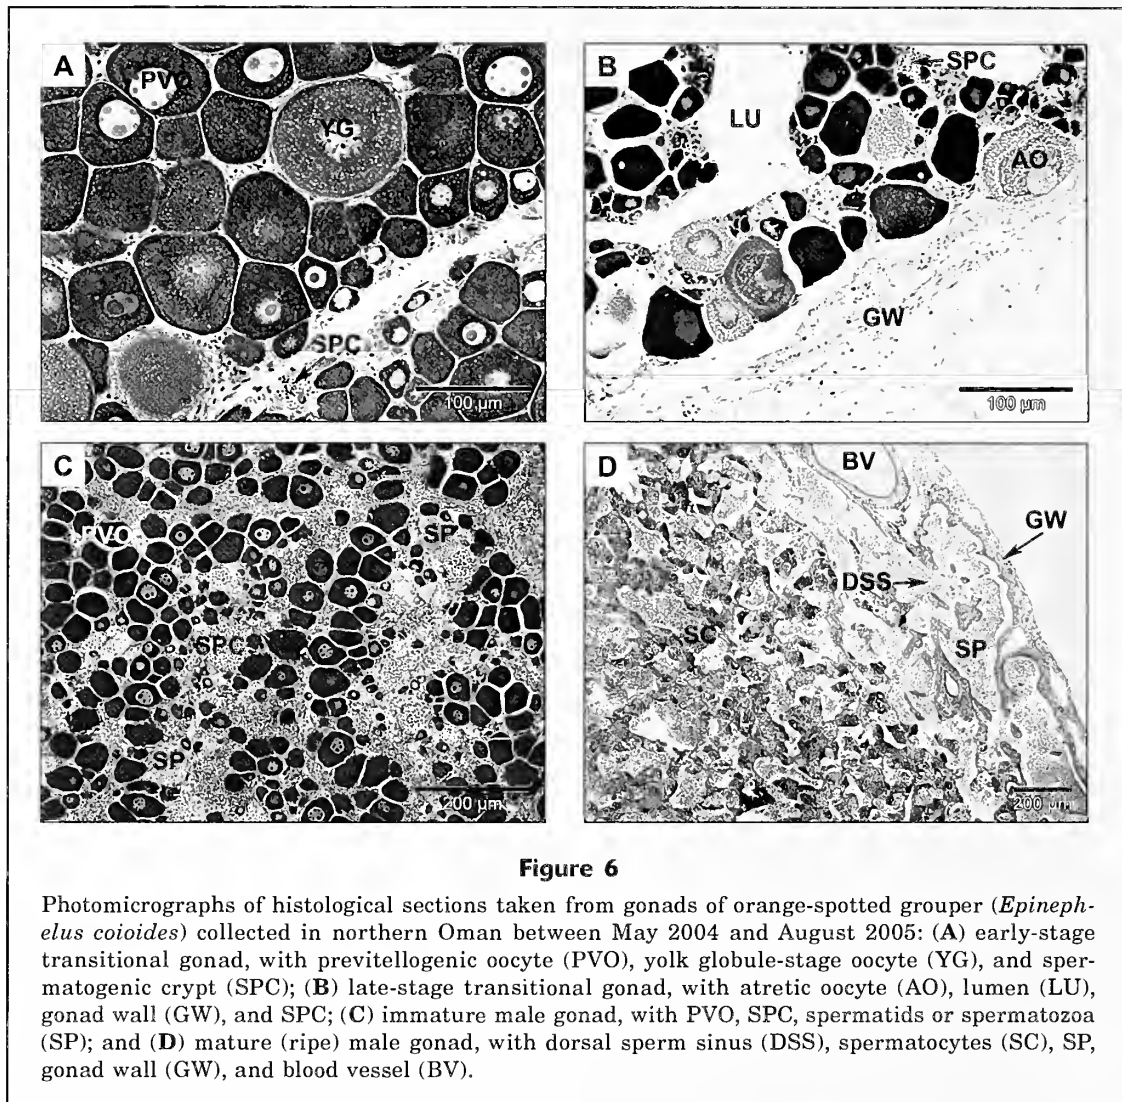 A
PVO
YG
SPC
100 µm
B
SPC
LU
AO
GW
100 µm
C
PVO
SP
SPC
SP
200 µm
D
BV
GW
DSS
SC
SP
200 µm
Figure 6
Photomicrographs of histological sections taken from gonads of orange-spotted grouper (Epineph-
elus coioides) collected in northern Oman between May 2004 and August 2005: (A) early-stage
transitional gonad, with previtellogenic oocyte (PVO), yolk globule-stage oocyte (YG), and sper-
matogenic crypt (SPC); (B) late-stage transitional gonad, with atretic oocyte (AO), lumen (LU),
gonad wall (GW), and SPC; (C) immature male gonad, with PVO, SPC, spermatids or spermatozoa
(SP); and (D) mature (ripe) male gonad, with dorsal sperm sinus (DSS), spermatocytes (SC), SP,
gonad wall (GW), and blood vessel (BV).